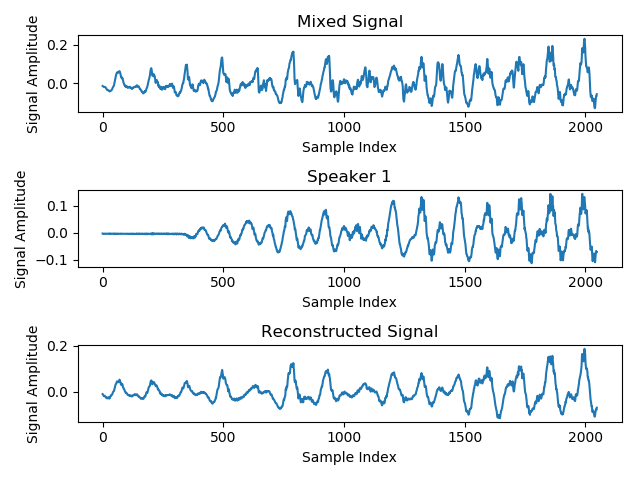 Mixed Signal
Signal Amplitude
0.2
0.0
0 500 1000 1500 2000
Sample Index
Speaker 1
Signal Amplitude
0.1
0.0
−0.1
0 500 1000 1500 2000
Sample Index
Reconstructed Signal
Signal Amplitude
0.2
0.0
0 500 1000 1500 2000
Sample Index